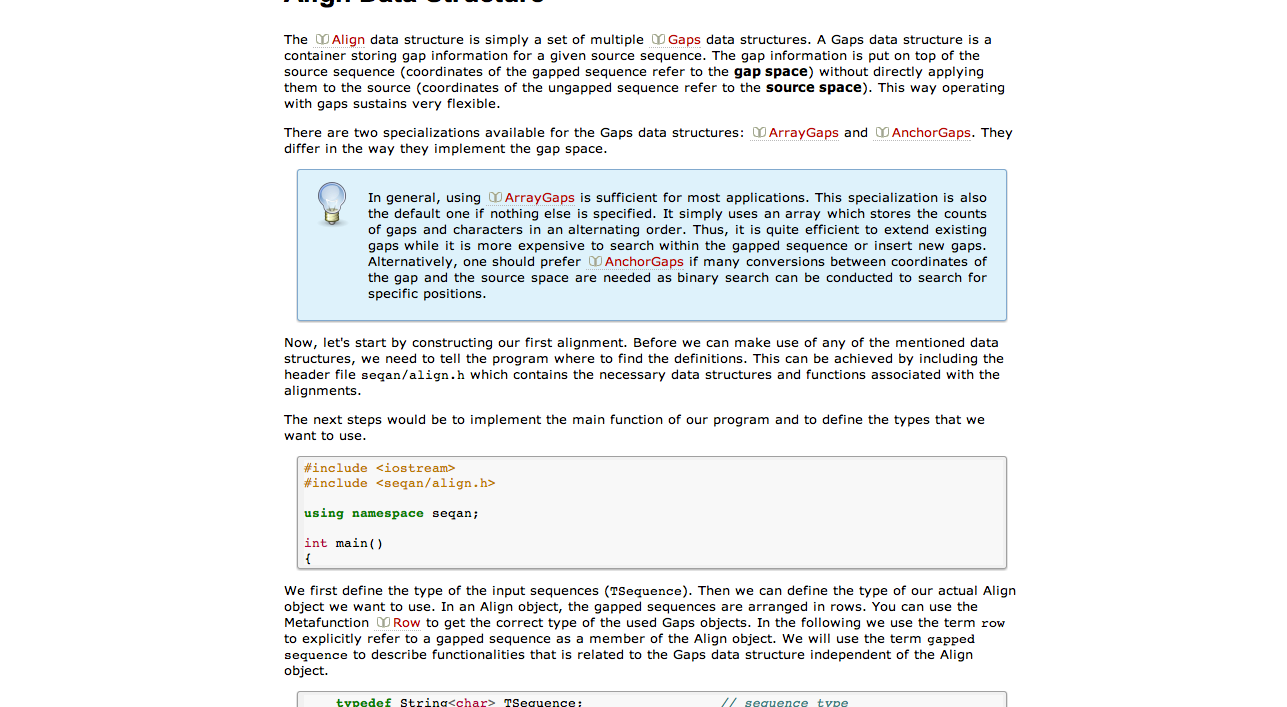 Align Data Structure
The Align data structure is simply a set of multiple Gaps data structures. A Gaps data structure is a
container storing gap information for a given source sequence. The gap information is put on top of the
source sequence (coordinates of the gapped sequence refer to the gap space) without directly applying
them to the source (coordinates of the ungapped sequence refer to the source space). This way operating
with gaps sustains very flexible.
There are two specializations available for the Gaps data structures: ArrayGaps and AnchorGaps. They
differ in the way they implement the gap space.
In general, using ArrayGaps is sufficient for most applications. This specialization is also
the default one if nothing else is specified. It simply uses an array which stores the counts
of gaps and characters in an alternating order. Thus, it is quite efficient to extend existing
gaps while it is more expensive to search within the gapped sequence or insert new gaps.
Alternatively, one should prefer AnchorGaps if many conversions between coordinates of
the gap and the source space are needed as binary search can be conducted to search for
specific positions.
Now, let's start by constructing our first alignment. Before we can make use of any of the mentioned data
structures, we need to tell the program where to find the definitions. This can be achieved by including the
header file seqan/align.h which contains the necessary data structures and functions associated with the
alignments.
The next steps would be to implement the main function of our program and to define the types that we
want to use.
#include <iostream>
#include <seqan/align.h>
using namespace seqan;
int main()
{
We first define the type of the input sequences (TSequence). Then we can define the type of our actual Align
object we want to use. In an Align object, the gapped sequences are arranged in rows. You can use the
Metafunction Row to get the correct type of the used Gaps objects. In the following we use the term row
to explicitly refer to a gapped sequence as a member of the Align object. We will use the term gapped
sequence to describe functionalities that is related to the Gaps data structure independent of the Align
object.
typedef String<char> TSequence; // sequence type